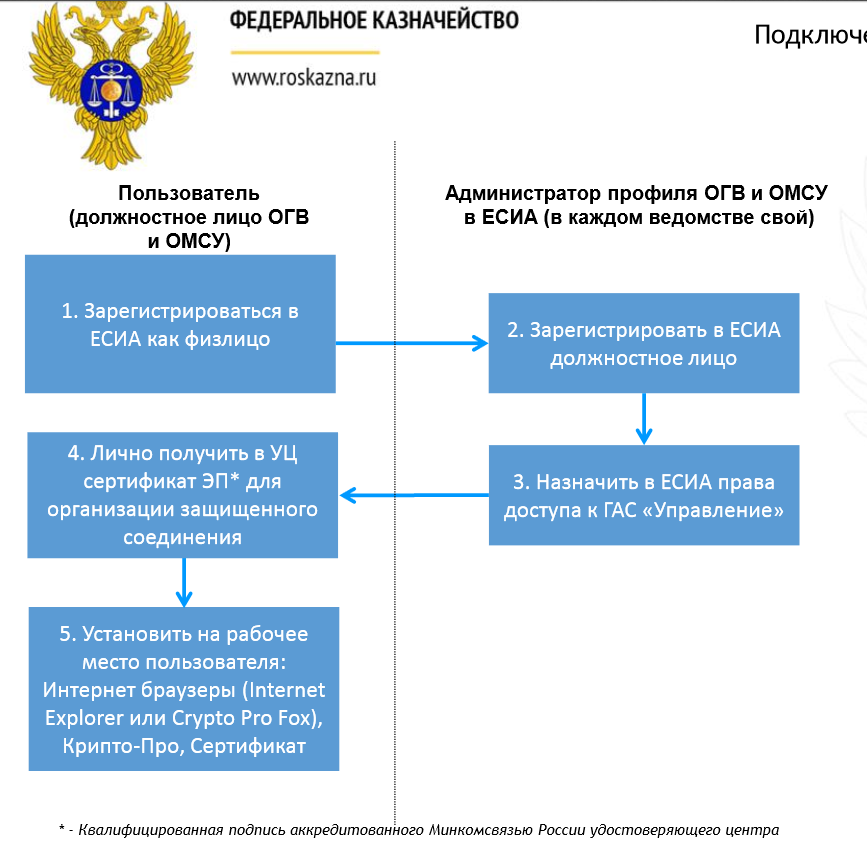 ФЕДЕРАЛЬНОЕ КАЗНАЧЕЙСТВО
www.roskazna.ru
Пользователь
(должностное лицо ОГВ
и ОМСУ)
Администратор профиля ОГВ и ОМСУ
в ЕСИА (в каждом ведомстве свой)
1. Зарегистрироваться в
ЕСИА как физлицо
2. Зарегистрировать в ЕСИА
должностное лицо
3. Назначить в ЕСИА права
доступа к ГАС «Управление»
4. Лично получить в УЦ
сертификат ЭП* для
организации защищенного
соединения
5. Установить на рабочее
место пользователя:
Интернет браузеры (Internet
Explorer или Crypto Pro Fox),
Крипто-Про, Сертификат
* - Квалифицированная подпись аккредитованного Минкомсвязью России удостоверяющего центра